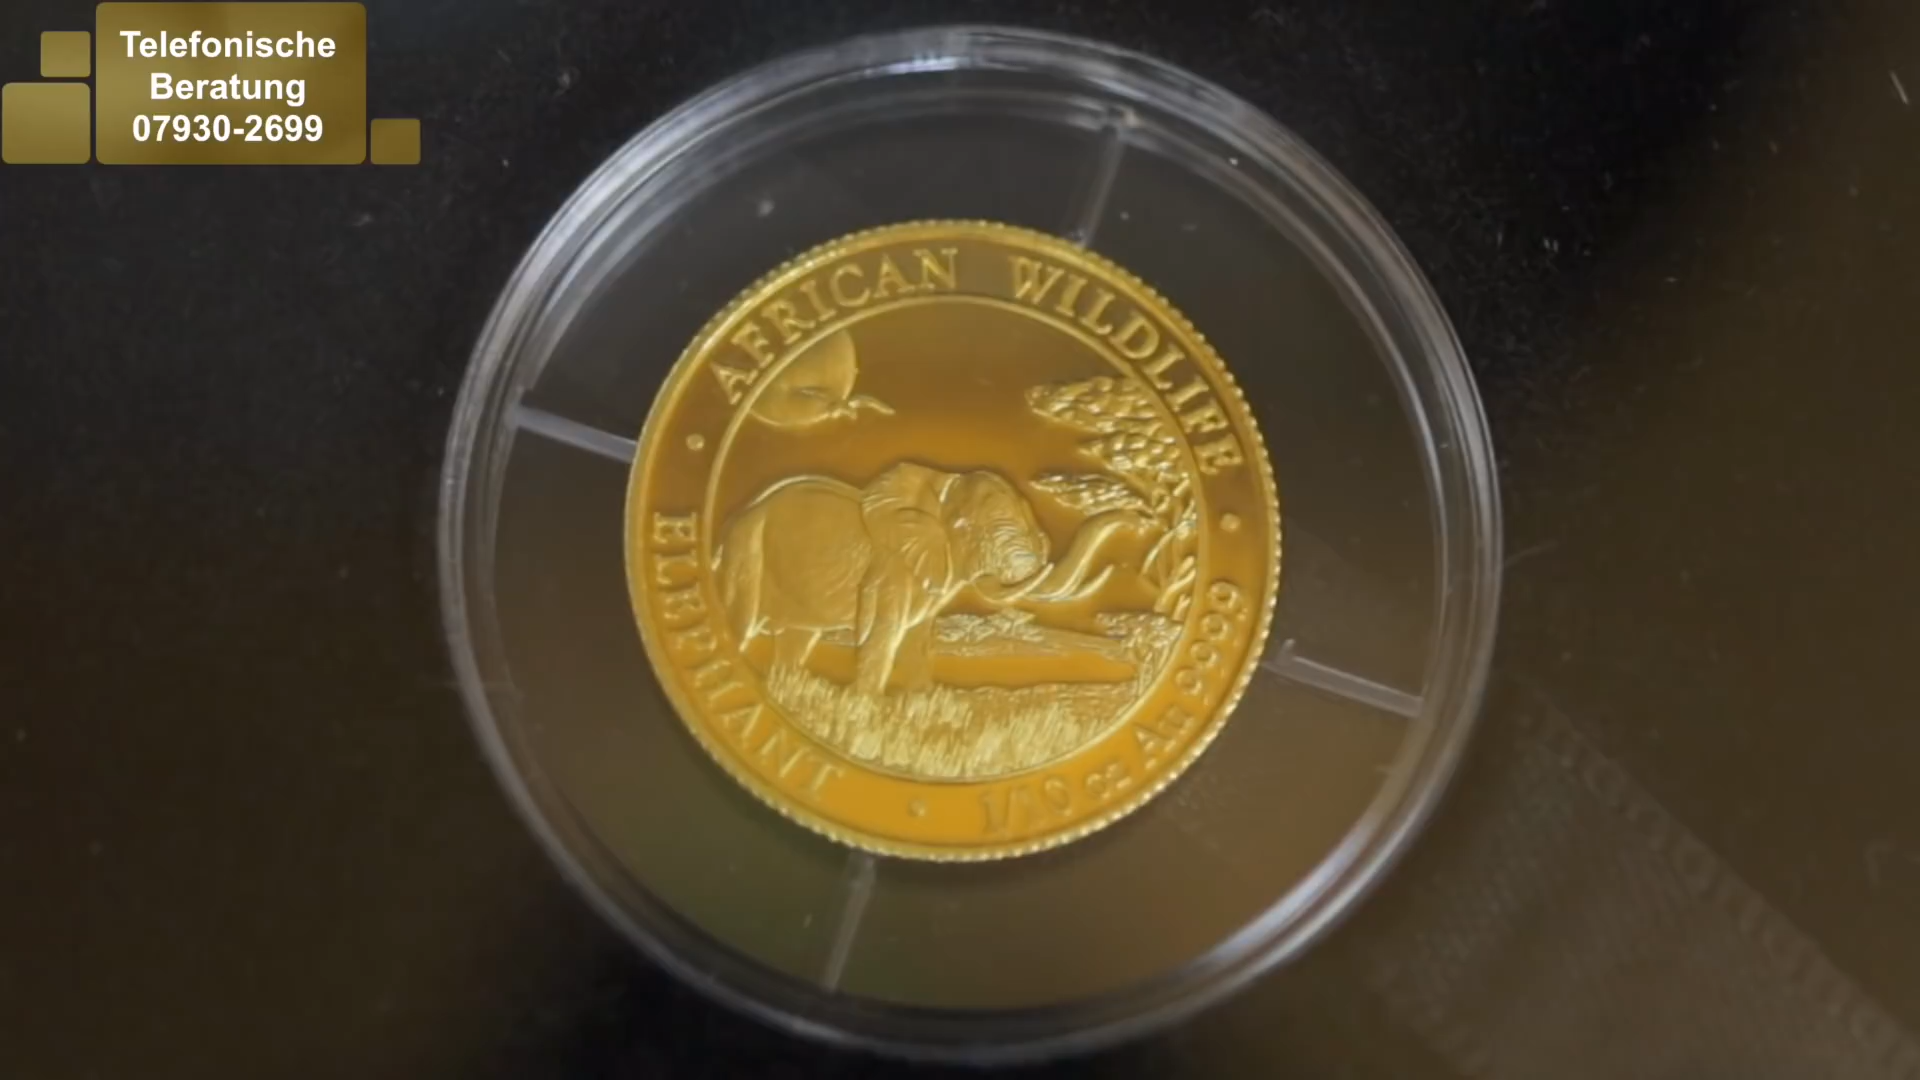 Telefonische
Beratung
07930-2699
AFRICAN WILDLIFE
ELEPHANT
1/10 oz Au 9999